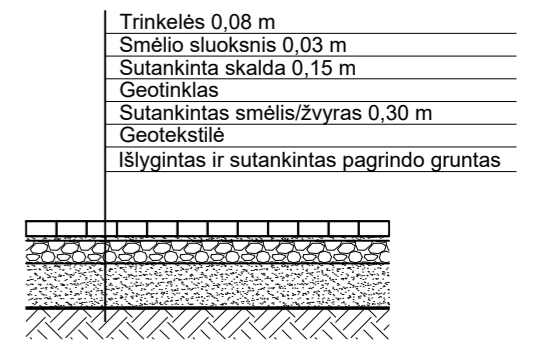 Trinkelės 0,08 m
Smėlio sluoksnis 0,03 m
Sutankinta skalda 0,15 m
Geotinklas
Sutankintas smėlis/žvyras 0,30 m
Geotekstilė
Išlygintas ir sutankintas pagrindo gruntas